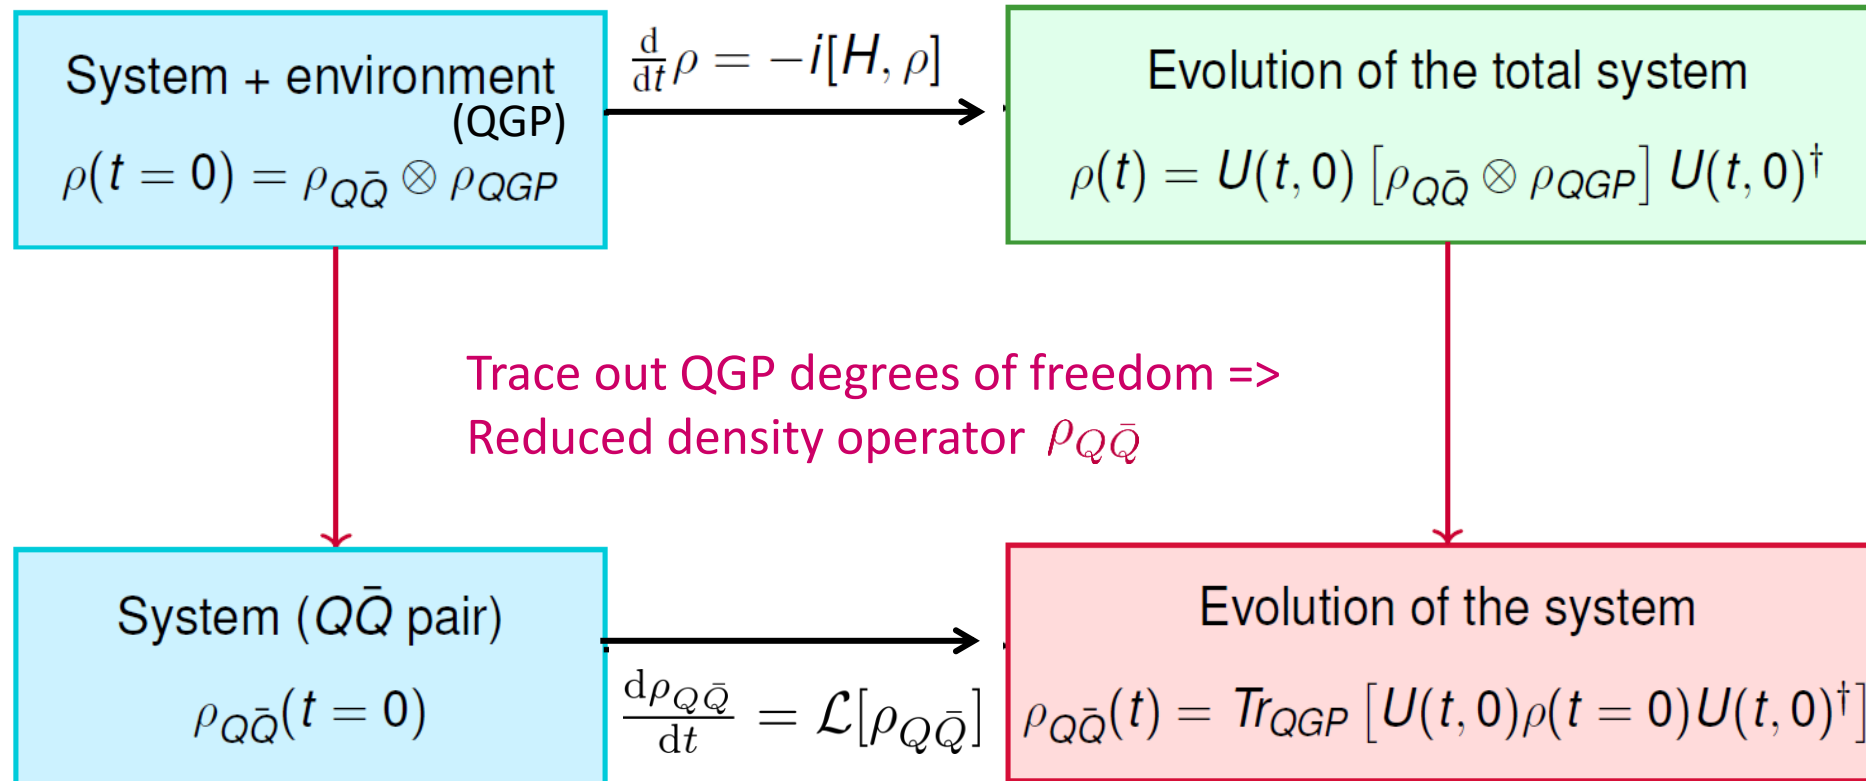 System + environment
(QGP)
ρ(t = 0) = ρ_{QQ̄} ⊗ ρ_{QGP}
d/dt ρ = −i[H, ρ]
Evolution of the total system
ρ(t) = U(t, 0) [ρ_{QQ̄} ⊗ ρ_{QGP}] U(t, 0)†
Trace out QGP degrees of freedom =>
Reduced density operator ρ_{QQ̄}
System (QQ̄ pair)
ρ_{QQ̄}(t = 0)
dρ_{QQ̄}/dt = ℒ[ρ_{QQ̄}]
Evolution of the system
ρ_{QQ̄}(t) = Tr_{QGP} [U(t, 0)ρ(t = 0)U(t, 0)†]